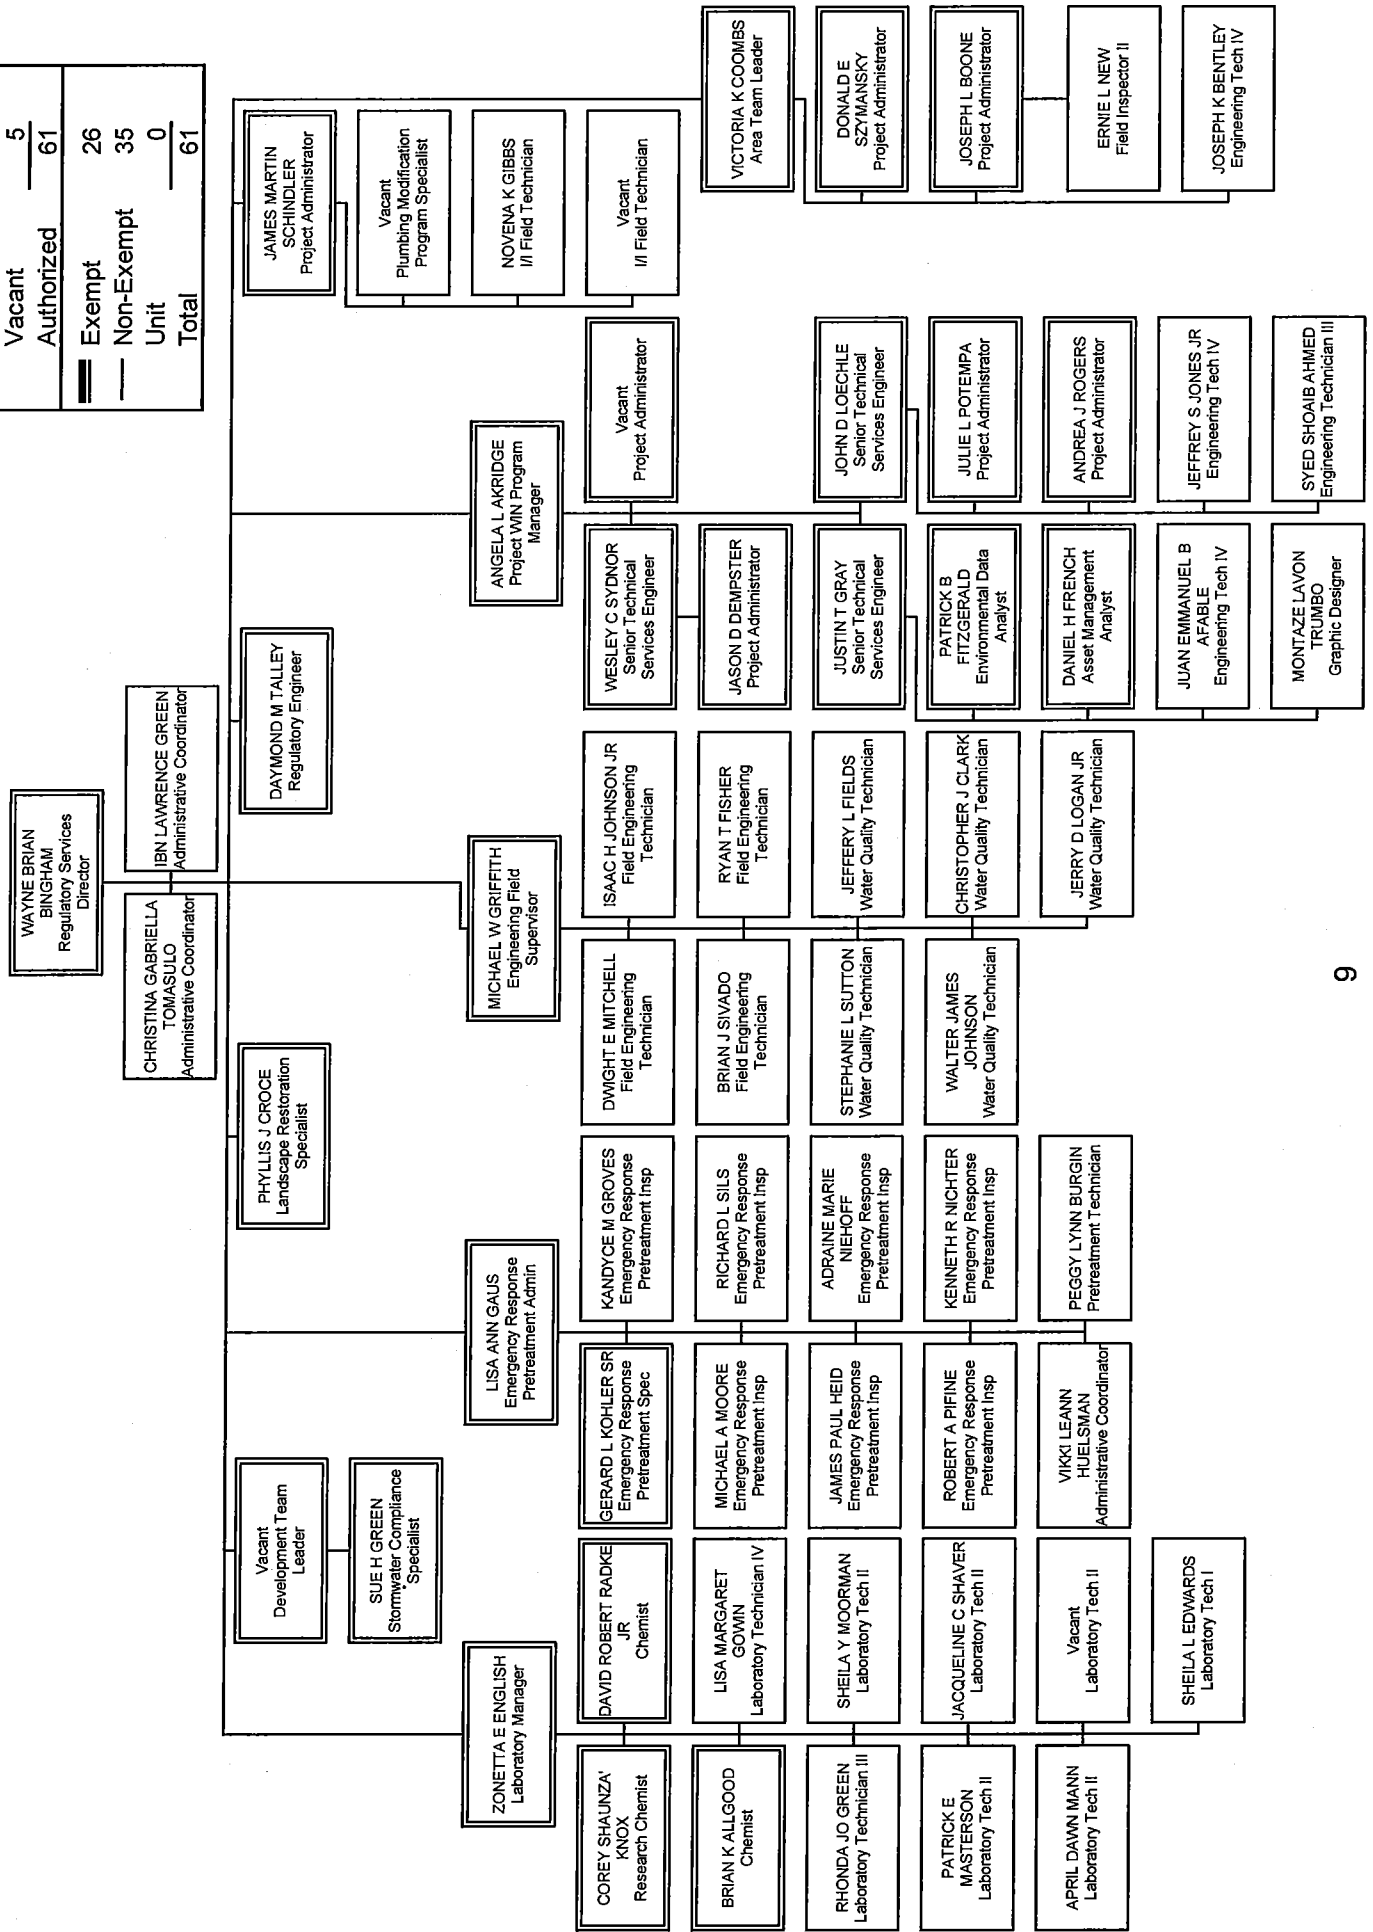 Vacant 5
Authorized 61
Exempt 26
Non-Exempt 35
Unit 0
Total 61
WAYNE BRIAN
BINGHAM
Regulatory Services
Director
CHRISTINA GABRIELLA
TOMASULO
Administrative Coordinator
IBN LAWRENCE GREEN
Administrative Coordinator
Vacant
Development Team
Leader
SUE H GREEN
Stormwater Compliance
Specialist
PHYLLIS J CROCE
Landscape Restoration
Specialist
DAYMOND M TALLEY
Regulatory Engineer
JAMES MARTIN
SCHINDLER
Project Administrator
Vacant
Plumbing Modification
Program Specialist
NOVENA K GIBBS
I/I Field Technician
Vacant
I/I Field Technician
ZONETTA E ENGLISH
Laboratory Manager
COREY SHAUNZA'
KNOX
Research Chemist
DAVID ROBERT RADKE
JR
Chemist
BRIAN K ALLGOOD
Chemist
LISA MARGARET
GOWIN
Laboratory Technician IV
RHONDA JO GREEN
Laboratory Technician III
SHEILA Y MOORMAN
Laboratory Tech II
PATRICK E
MASTERSON
Laboratory Tech II
JACQUELINE C SHAVER
Laboratory Tech II
APRIL DAWN MANN
Laboratory Tech II
Vacant
Laboratory Tech II
SHEILA L EDWARDS
Laboratory Tech I
LISA ANN GAUS
Emergency Response
Pretreatment Admin
GERARD L KOHLER SR
Emergency Response
Pretreatment Spec
KANDYCE M GROVES
Emergency Response
Pretreatment Insp
MICHAEL A MOORE
Emergency Response
Pretreatment Insp
RICHARD L SILS
Emergency Response
Pretreatment Insp
JAMES PAUL HEID
Emergency Response
Pretreatment Insp
ADRAINE MARIE
NIEHOFF
Emergency Response
Pretreatment Insp
ROBERT A PIFINE
Emergency Response
Pretreatment Insp
KENNETH R NICHTER
Emergency Response
Pretreatment Insp
VIKKI LEANN
HUELSMAN
Administrative Coordinator
PEGGY LYNN BURGIN
Pretreatment Technician
MICHAEL W GRIFFITH
Engineering Field
Supervisor
DWIGHT E MITCHELL
Field Engineering
Technician
ISAAC H JOHNSON JR
Field Engineering
Technician
BRIAN J SIVADO
Field Engineering
Technician
RYAN T FISHER
Field Engineering
Technician
STEPHANIE L SUTTON
Water Quality Technician
JEFFERY L FIELDS
Water Quality Technician
WALTER JAMES
JOHNSON
Water Quality Technician
CHRISTOPHER J CLARK
Water Quality Technician
JERRY D LOGAN JR
Water Quality Technician
ANGELA L AKRIDGE
Project WIN Program
Manager
WESLEY C SYDNOR
Senior Technical
Services Engineer
Vacant
Project Administrator
JASON D DEMPSTER
Project Administrator
JUSTIN T GRAY
Senior Technical
Services Engineer
JOHN D LOECHLE
Senior Technical
Services Engineer
PATRICK B
FITZGERALD
Environmental Data
Analyst
JULIE L POTEMPA
Project Administrator
DANIEL H FRENCH
Asset Management
Analyst
ANDREA J ROGERS
Project Administrator
JUAN EMMANUEL B
AFABLE
Engineering Tech IV
JEFFREY S JONES JR
Engineering Tech IV
MONTAZE LAVON
TRUMBO
Graphic Designer
SYED SHOAIB AHMED
Engineering Technician III
VICTORIA K COOMBS
Area Team Leader
DONALD E
SZYMANSKY
Project Administrator
JOSEPH L BOONE
Project Administrator
ERNIE L NEW
Field Inspector II
JOSEPH K BENTLEY
Engineering Tech IV
9